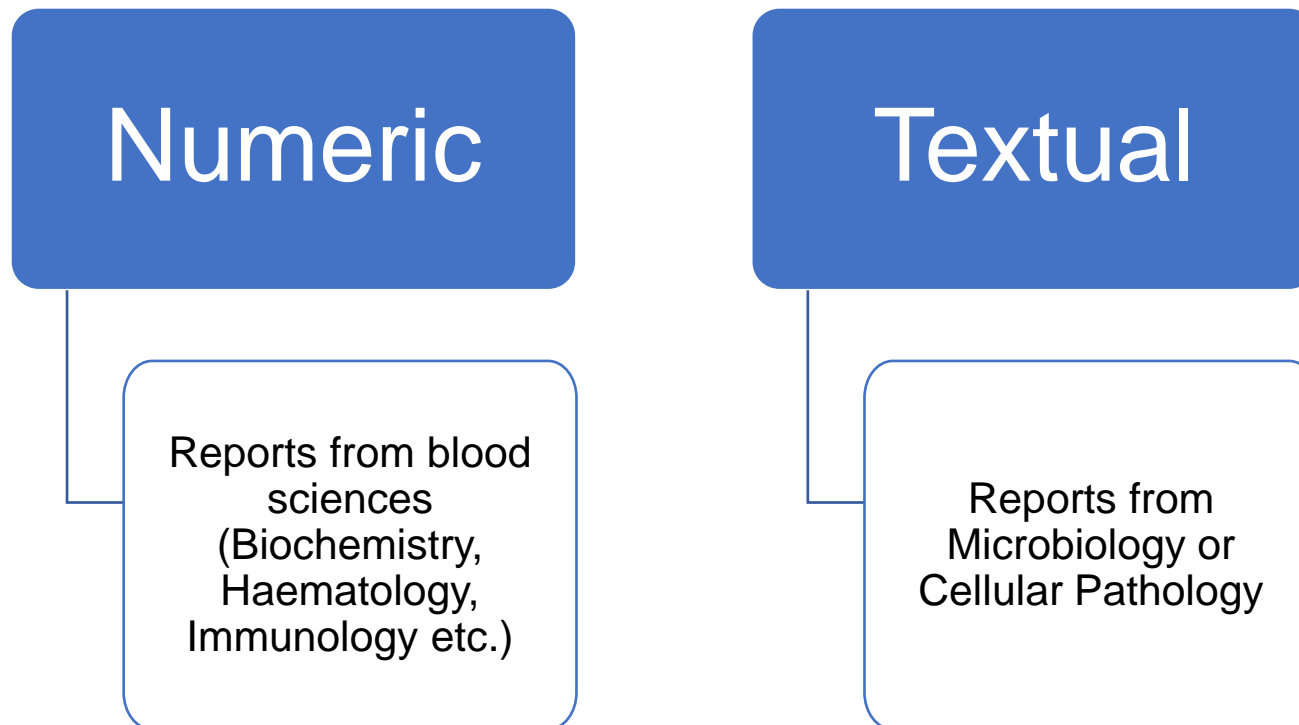 Numeric
Reports from blood
sciences
(Biochemistry,
Haematology,
Immunology etc.)
Textual
Reports from
Microbiology or
Cellular Pathology